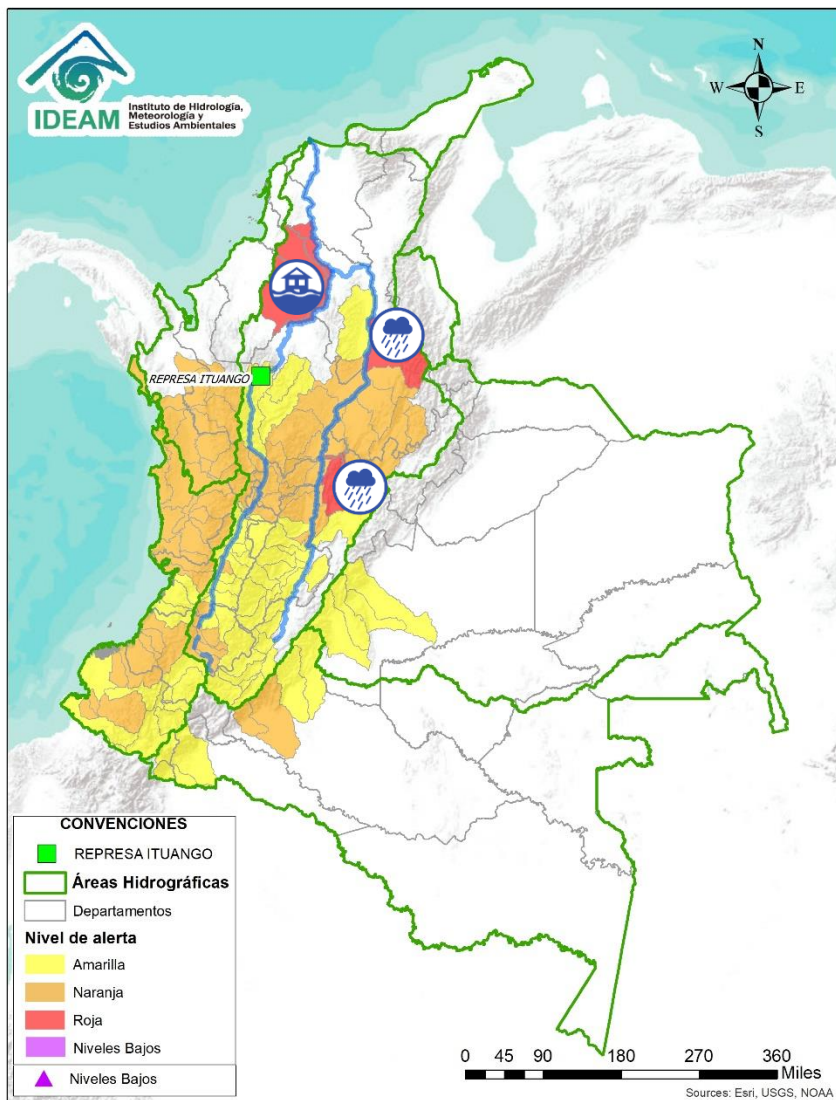 IDEAM
Instituto de Hidrología,
Meteorología y
Estudios Ambientales
N
W
E
S
REPRESA ITUANGO
CONVENCIONES
REPRESA ITUANGO
Áreas Hidrográficas
Departamentos
Nivel de alerta
Amarilla
Naranja
Roja
Niveles Bajos
Niveles Bajos
0 45 90 180 270 360
Miles
Sources: Esri, USGS, NOAA